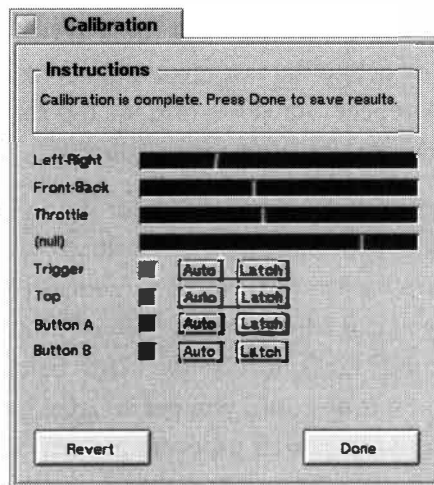 Calibration
Instructions
Calibration is complete. Press Done to save results.
Left-Right
Front-Back
Throttle
(null)
Trigger Auto Latch
Top Auto Latch
Button A Auto Latch
Button B Auto Latch
Revert Done